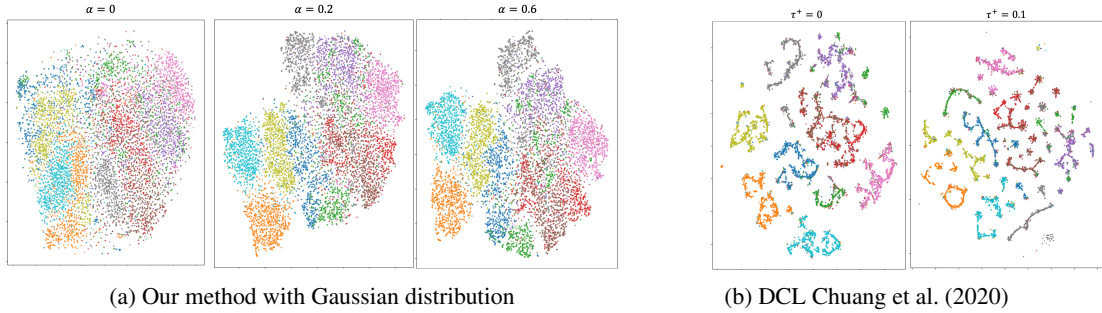 α = 0
α = 0.2
α = 0.6
τ⁺ = 0
τ⁺ = 0.1
(a) Our method with Gaussian distribution
(b) DCL Chuang et al. (2020)